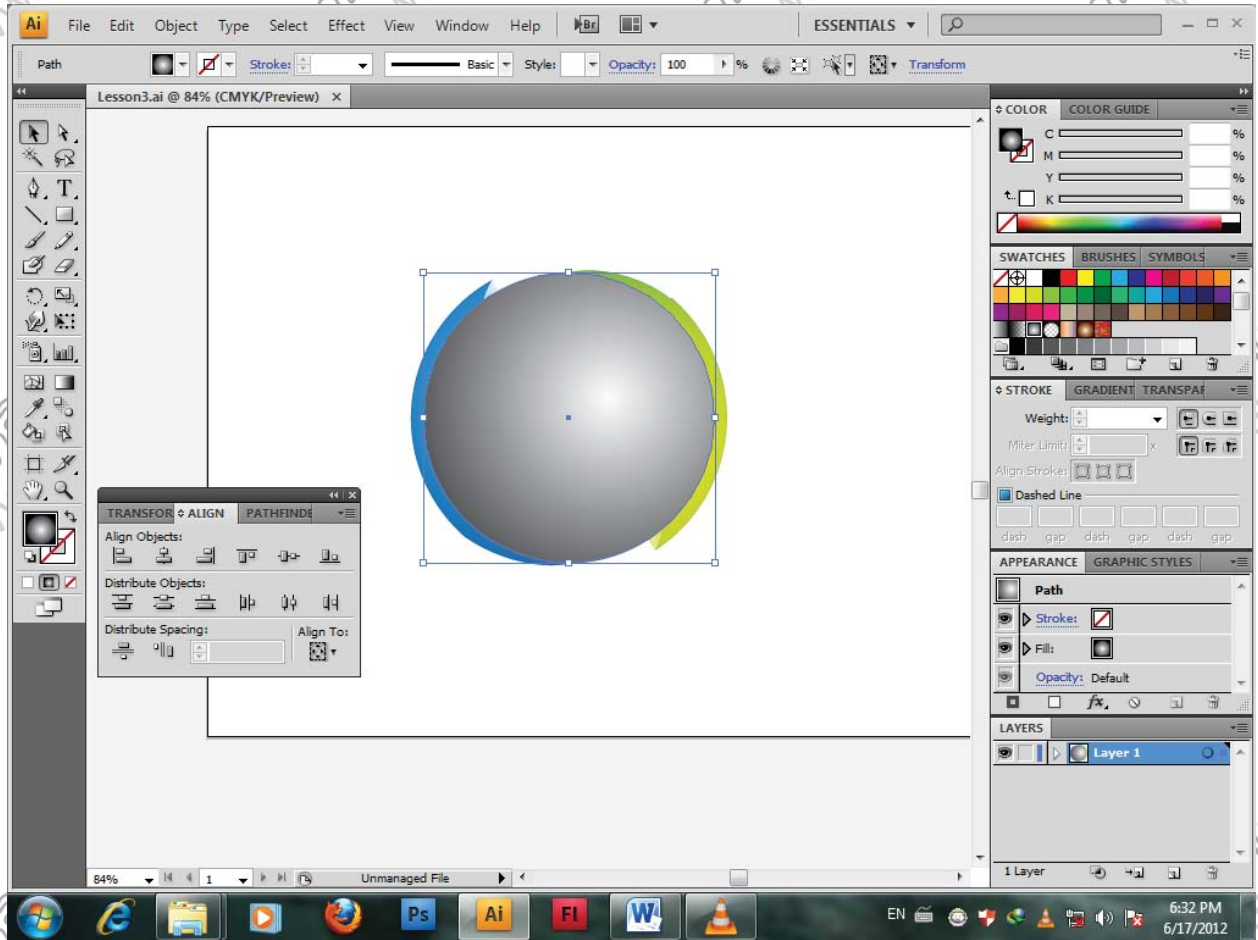 Ai File Edit Object Type Select Effect View Window Help Br ESSENTIALS
Path Stroke: Basic Style: Opacity: 100 % Transform
Lesson3.ai @ 84% (CMYK/Preview) ×
COLOR COLOR GUIDE
C %
M %
Y %
K %
SWATCHES BRUSHES SYMBOLS
STROKE GRADIENT TRANSPAR
Weight:
Miter Limit: x
Align Stroke:
Dashed Line
dash gap dash gap dash gap
TRANSFOR ALIGN PATHFINDE
Align Objects:
Distribute Objects:
Distribute Spacing: Align To:
APPEARANCE GRAPHIC STYLES
Path
Stroke:
Fill:
Opacity: Default
fx
LAYERS
Layer 1
1 Layer
84% 1 Unmanaged File
Ps Ai Fl W EN 6:32 PM
6/17/2012